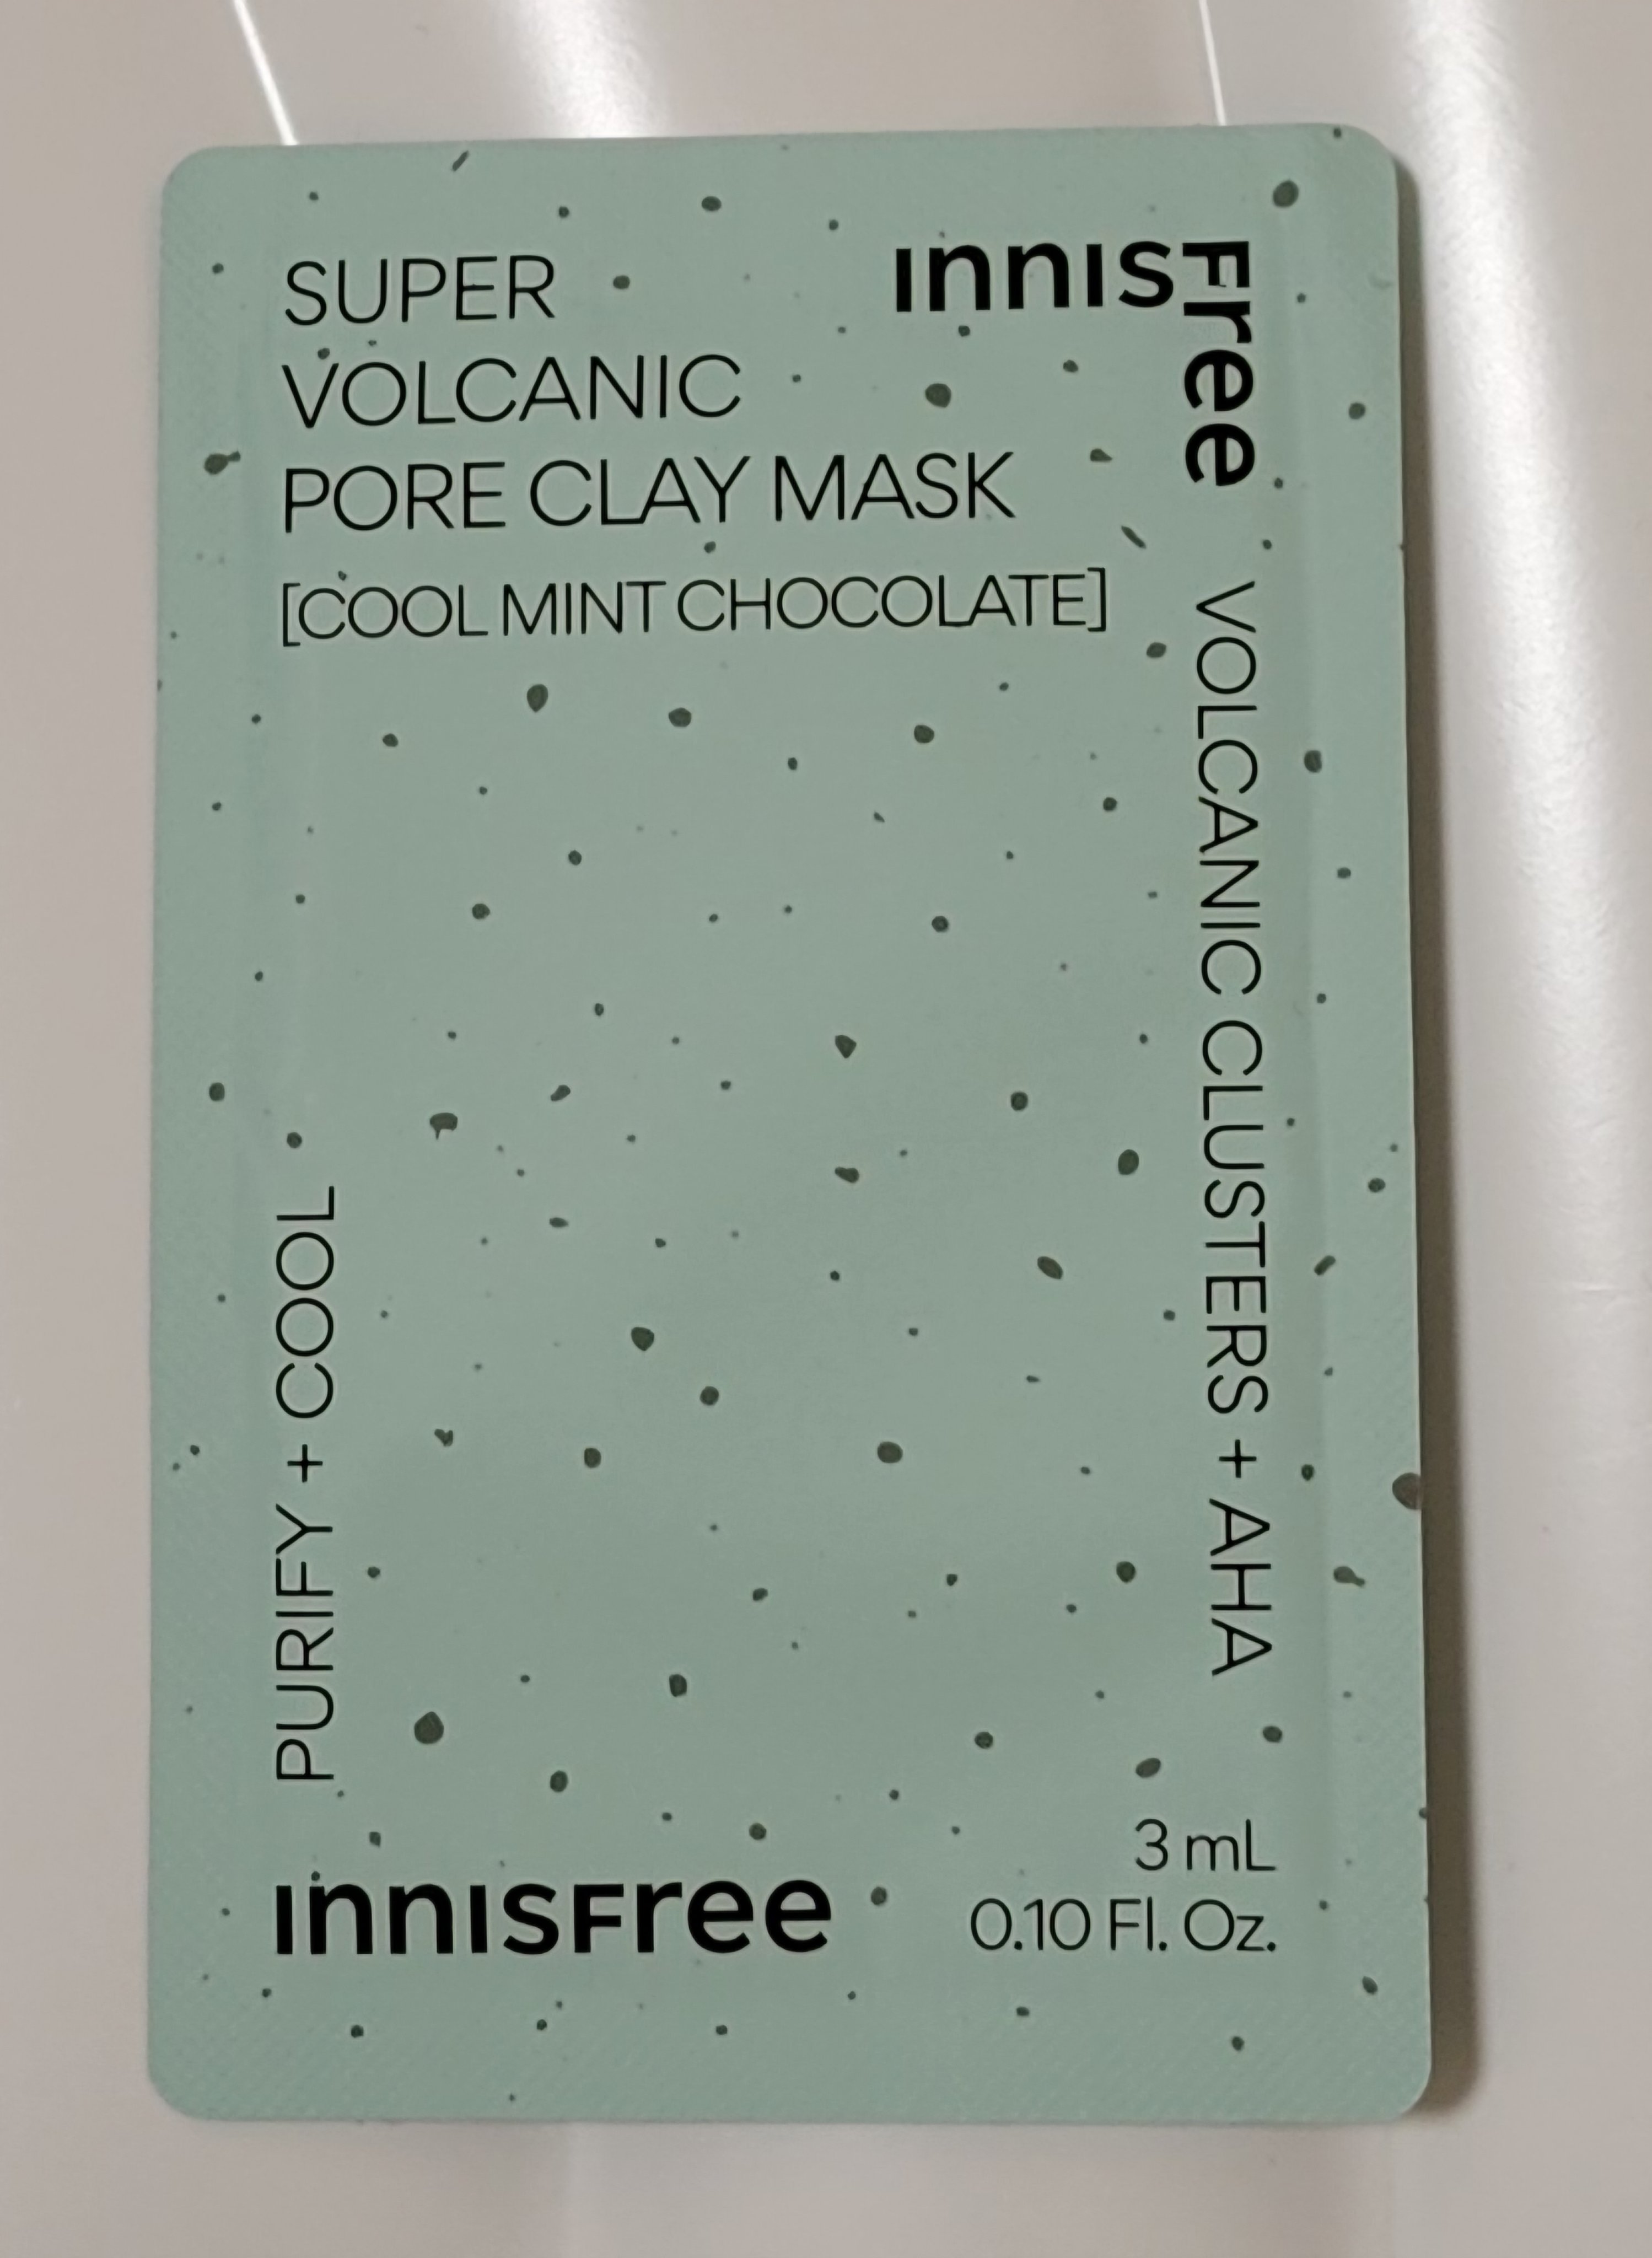 SUPER
VOLCANIC
PORE CLAY MASK
[COOL MINT CHOCOLATE]
innisfree
VOLCANIC CLUSTERS + AHA
PURIFY + COOL
innisfree
3 mL
0.10 Fl. Oz.